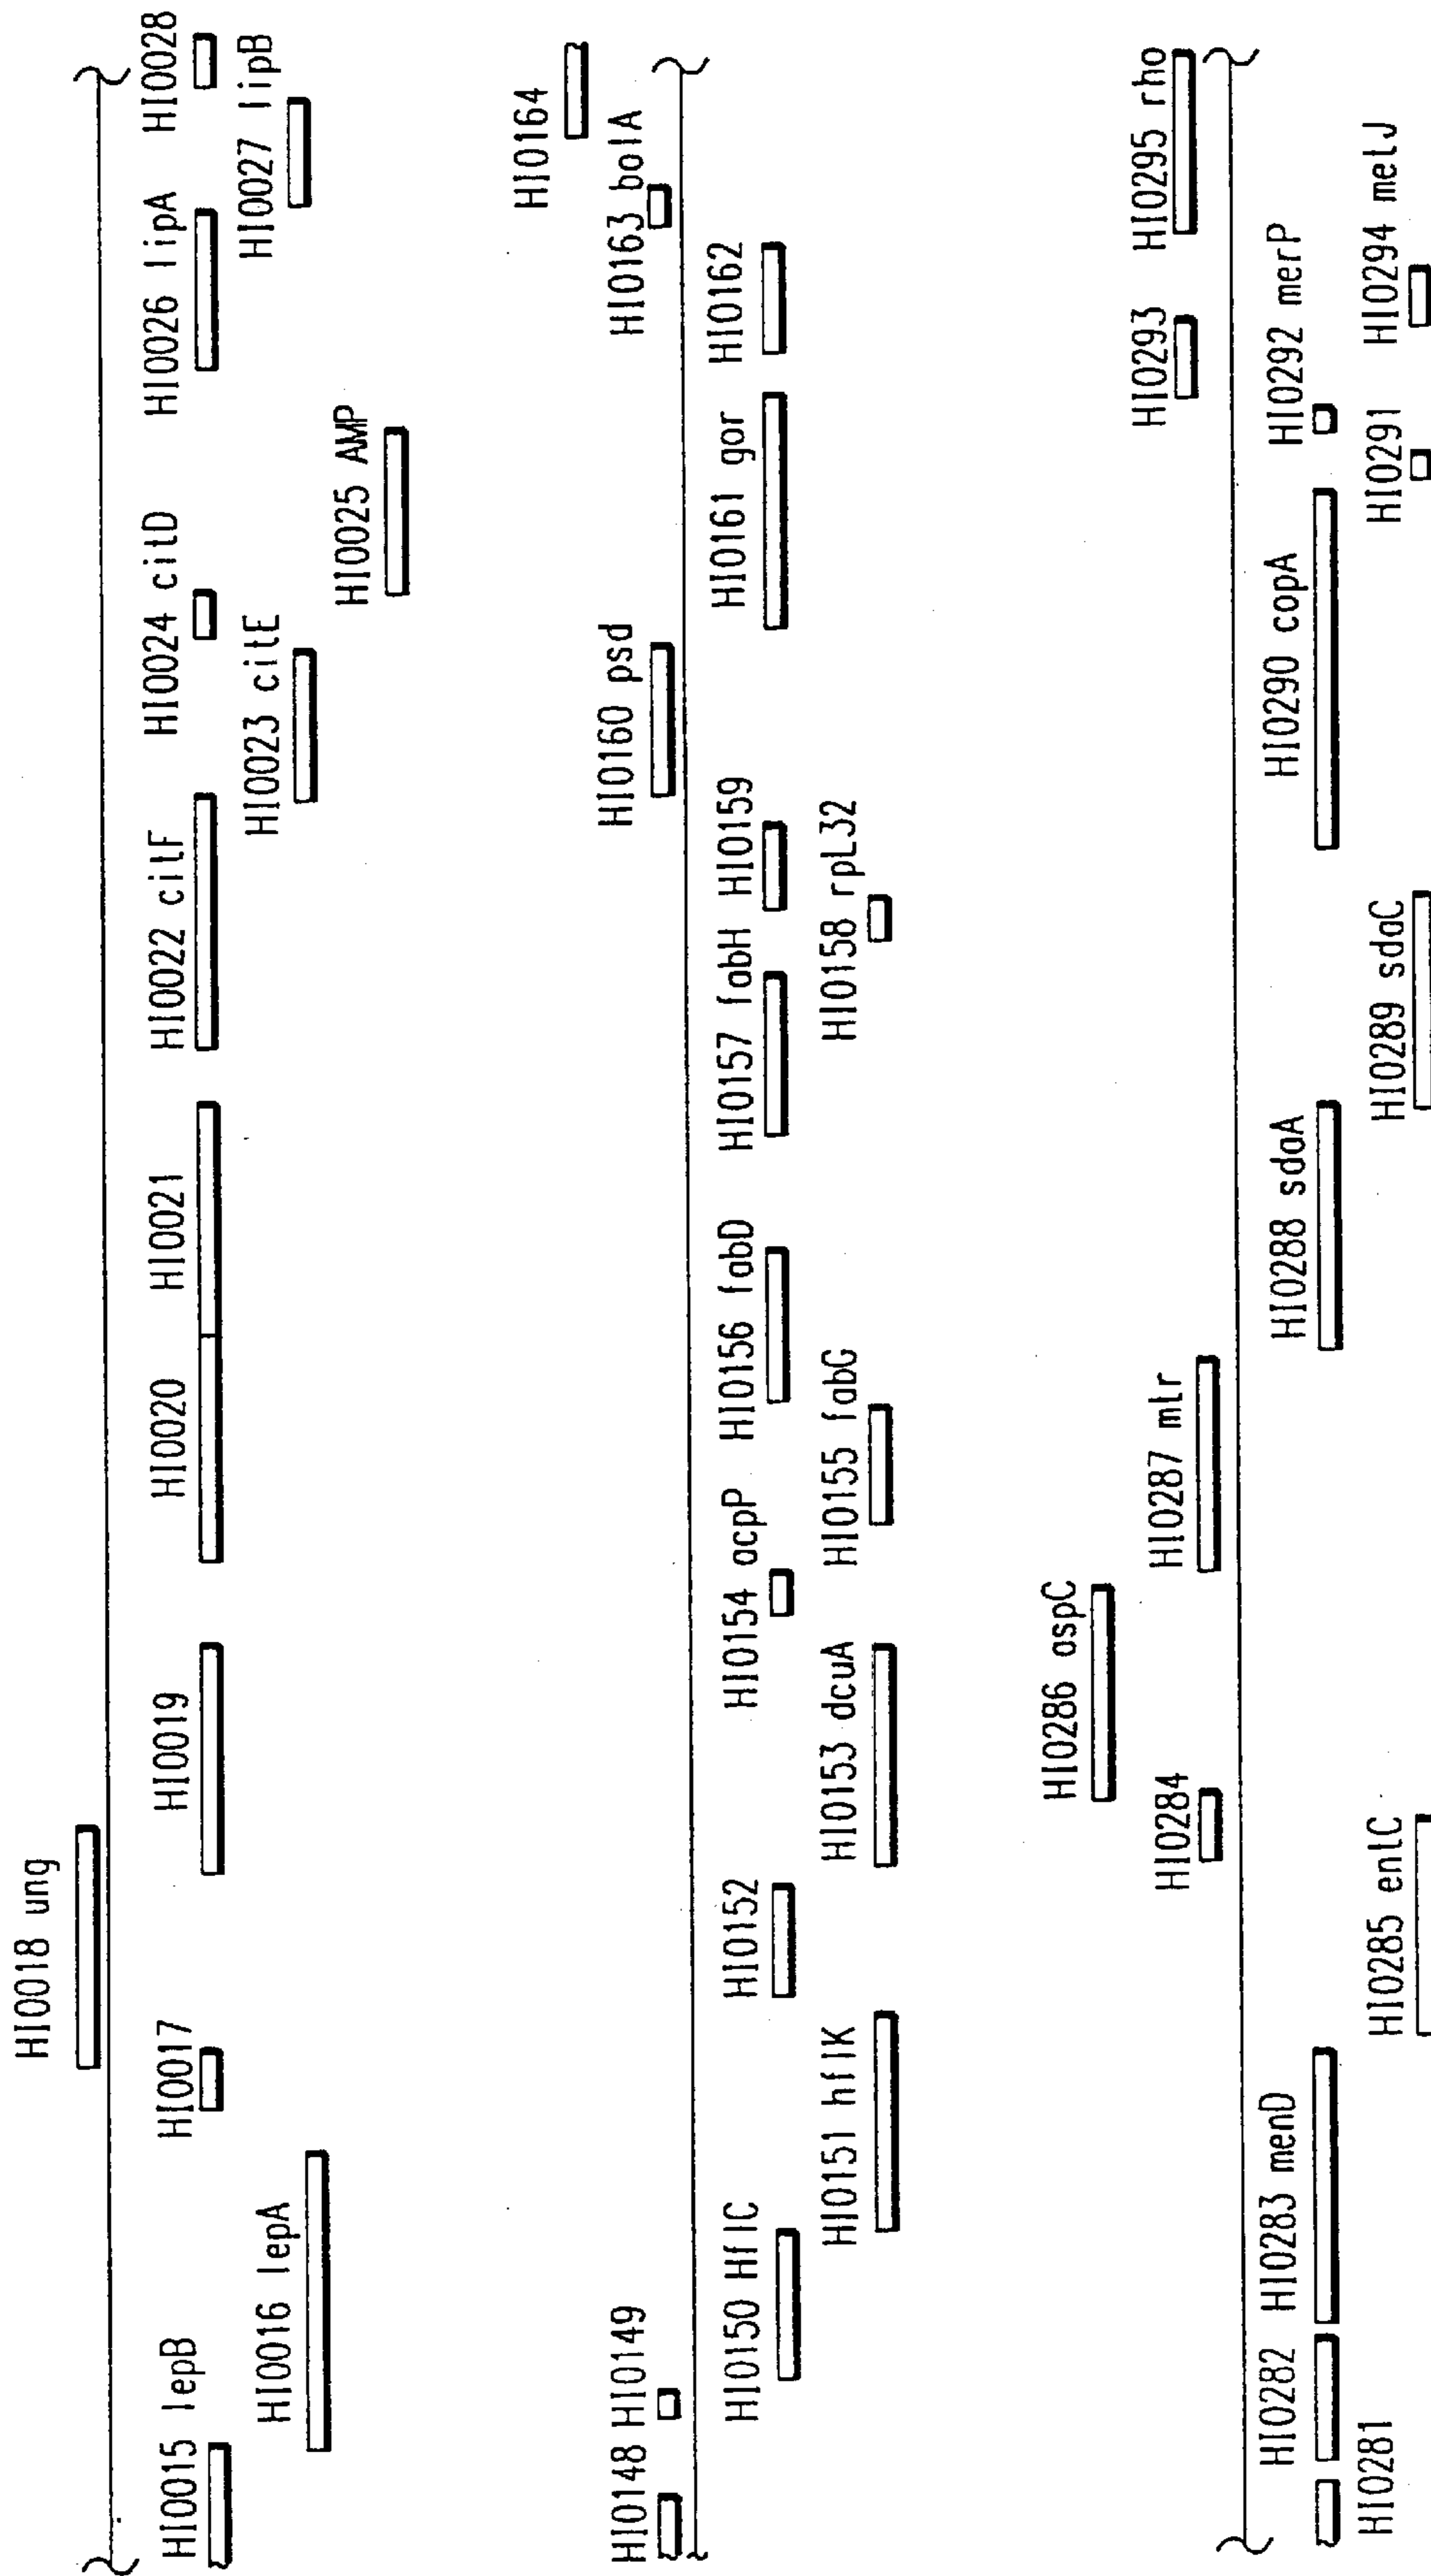 HI0018 ung
HI0015 lepB
HI0017
HI0019
HI0020
HI0021
HI0022 citF
HI0024 citD
HI0026 lipA
HI0028
HI0016 lepA
HI0023 citE
HI0027 lipB
HI0025 AMP
HI0164
HI0148
HI0149
HI0160 psd
HI0163 bolA
HI0150 HflC
HI0152
HI0154 acpP
HI0156 fabD
HI0157 fabH
HI0159
HI0161 gor
HI0162
HI0151 hflK
HI0153 dcuA
HI0155 fabG
HI0158 rpL32
HI0286 aspC
HI0284
HI0287 mtr
HI0293
HI0295 rho
HI0282
HI0283 menD
HI0288 sdaA
HI0290 copA
HI0292 merP
HI0281
HI0285 entC
HI0289 sdaC
HI0291
HI0294 metJ